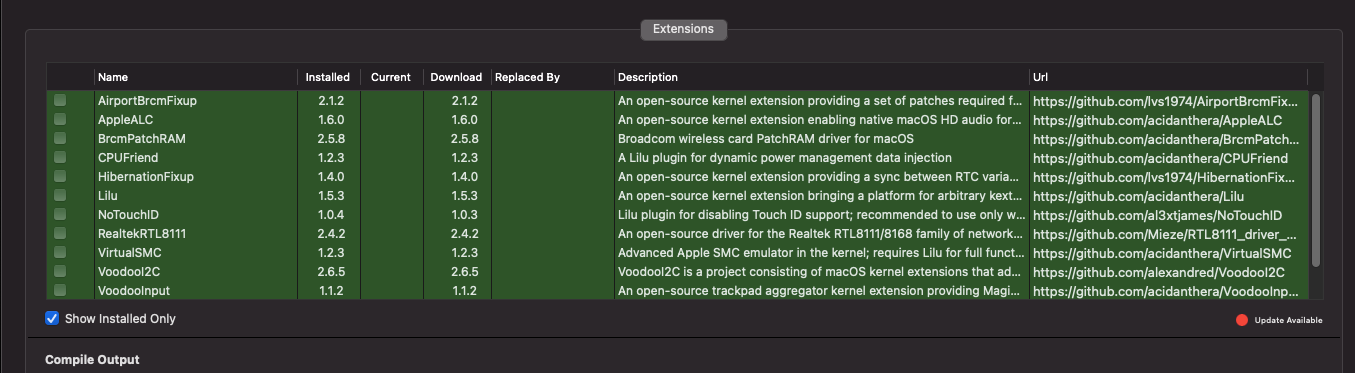 Extensions
Name Installed Current Download Replaced By Description Url
AirportBrcmFixup 2.1.2 2.1.2 An open-source kernel extension providing a set of patches required f... https://github.com/lvs1974/AirportBrcmFix...
AppleALC 1.6.0 1.6.0 An open-source kernel extension enabling native macOS HD audio for... https://github.com/acidanthera/AppleALC
BrcmPatchRAM 2.5.8 2.5.8 Broadcom wireless card PatchRAM driver for macOS https://github.com/acidanthera/BrcmPatch...
CPUFriend 1.2.3 1.2.3 A Lilu plugin for dynamic power management data injection https://github.com/acidanthera/CPUFriend
HibernationFixup 1.4.0 1.4.0 An open-source kernel extension providing a sync between RTC varia... https://github.com/lvs1974/HibernationFix...
Lilu 1.5.3 1.5.3 An open-source kernel extension bringing a platform for arbitrary kext... https://github.com/acidanthera/Lilu
NoTouchID 1.0.4 1.0.3 Lilu plugin for disabling Touch ID support; recommended to use only w... https://github.com/al3xtjames/NoTouchID
RealtekRTL8111 2.4.2 2.4.2 An open-source driver for the Realtek RTL8111/8168 family of network... https://github.com/Mieze/RTL8111_driver_...
VirtualSMC 1.2.3 1.2.3 Advanced Apple SMC emulator in the kernel; requires Lilu for full funct... https://github.com/acidanthera/VirtualSMC
VoodooI2C 2.6.5 2.6.5 VoodooI2C is a project consisting of macOS kernel extensions that ad... https://github.com/alexandred/VoodooI2C
VoodooInput 1.1.2 1.1.2 An open-source trackpad aggregator kernel extension providing Magi... https://github.com/acidanthera/VoodooInp...
Show Installed Only
Update Available
Compile Output